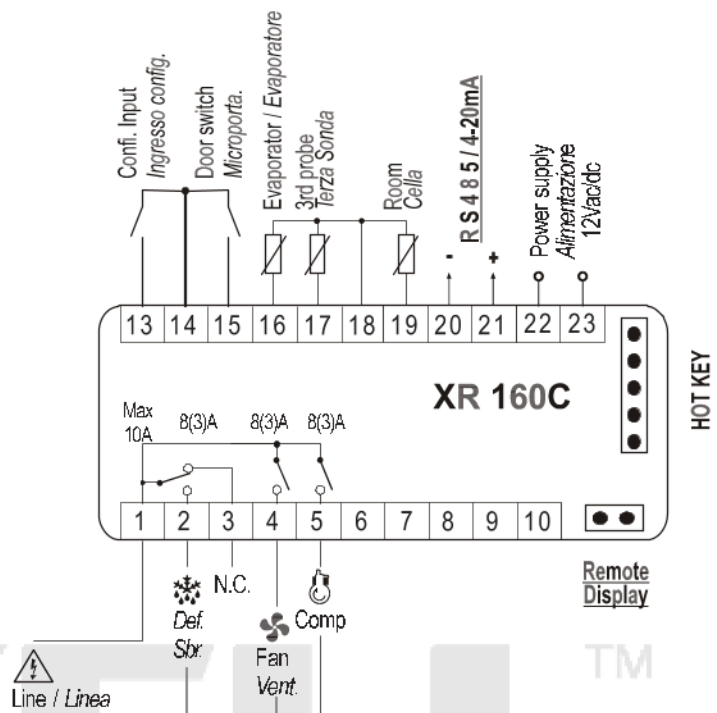 Confi. Input
Ingresso config.
Door switch
Microporta.
Evaporator / Evaporatore
3rd probe
Terza Sonda
Room
Cella
RS485 / 4-20mA
- +
Power supply
Alimentazione
12Vac/dc
13 14 15 16 17 18 19 20 21 22 23
XR 160C
HOT KEY
Max
10A
8(3)A 8(3)A 8(3)A
1 2 3 4 5 6 7 8 9 10
Remote
Display
N.C.
Def.
Sbr.
Comp
Fan
Vent.
Line / Linea
TM